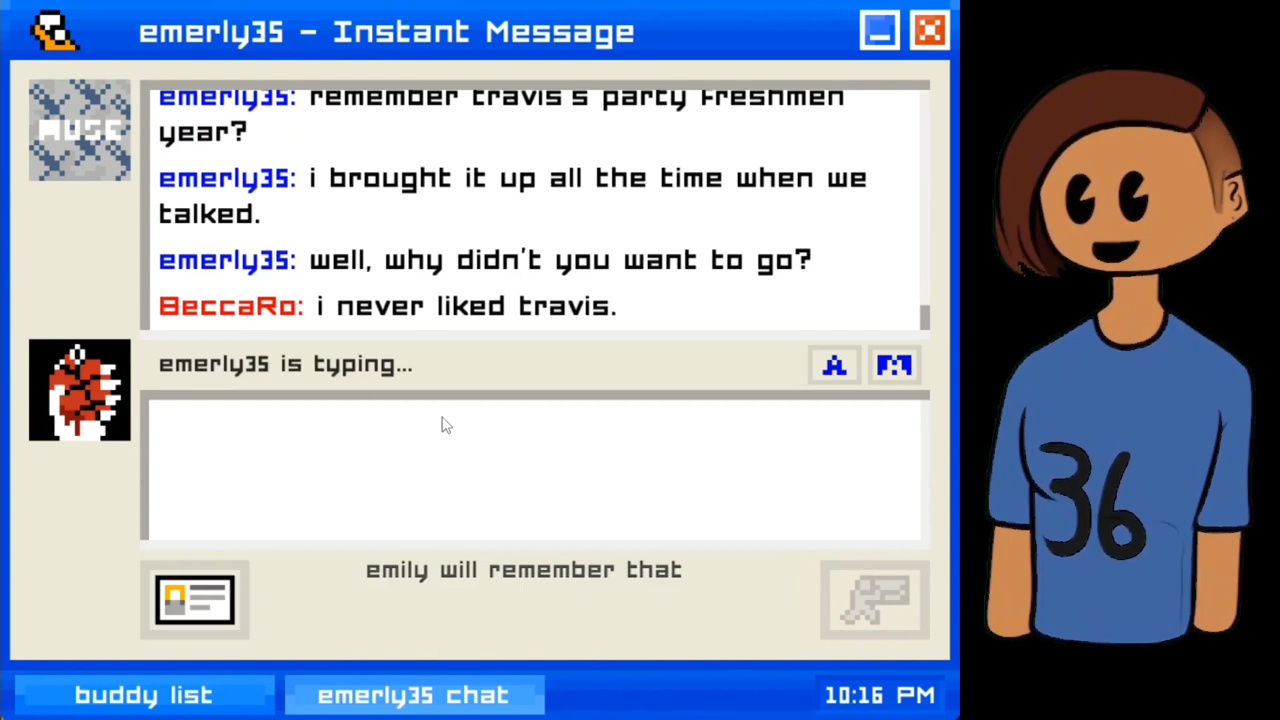 emerly35 - Instant Message
MUSE
emerly35: remember travis's party freshmen
year?
emerly35: i brought it up all the time when we
talked.
emerly35: well, why didn't you want to go?
BeccaRo: i never liked travis.
emerly35 is typing...
A
emily will remember that
36
buddy list
emerly35 chat
10:16 PM